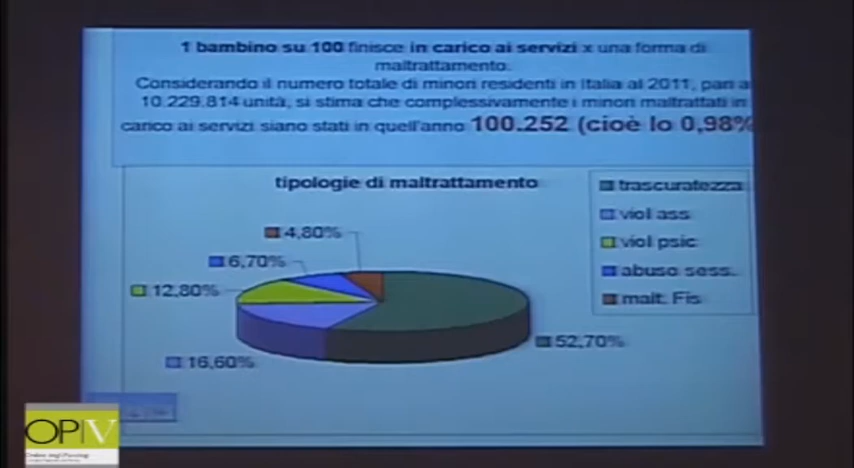 1 bambino su 100 finisce in carico ai servizi x una forma di
maltrattamento.
Considerando il numero totale di minori residenti in Italia al 2011, pari a
10.229.814 unità, si stima che complessivamente i minori maltrattati in
carico ai servizi siano stati in quell'anno 100.252 (cioè lo 0,98%
tipologie di maltrattamento
trascuratezza
viol ass
viol psic
abuso sess.
malt. Fis
4,80%
6,70%
12,80%
16,60%
52,70%
OPIV